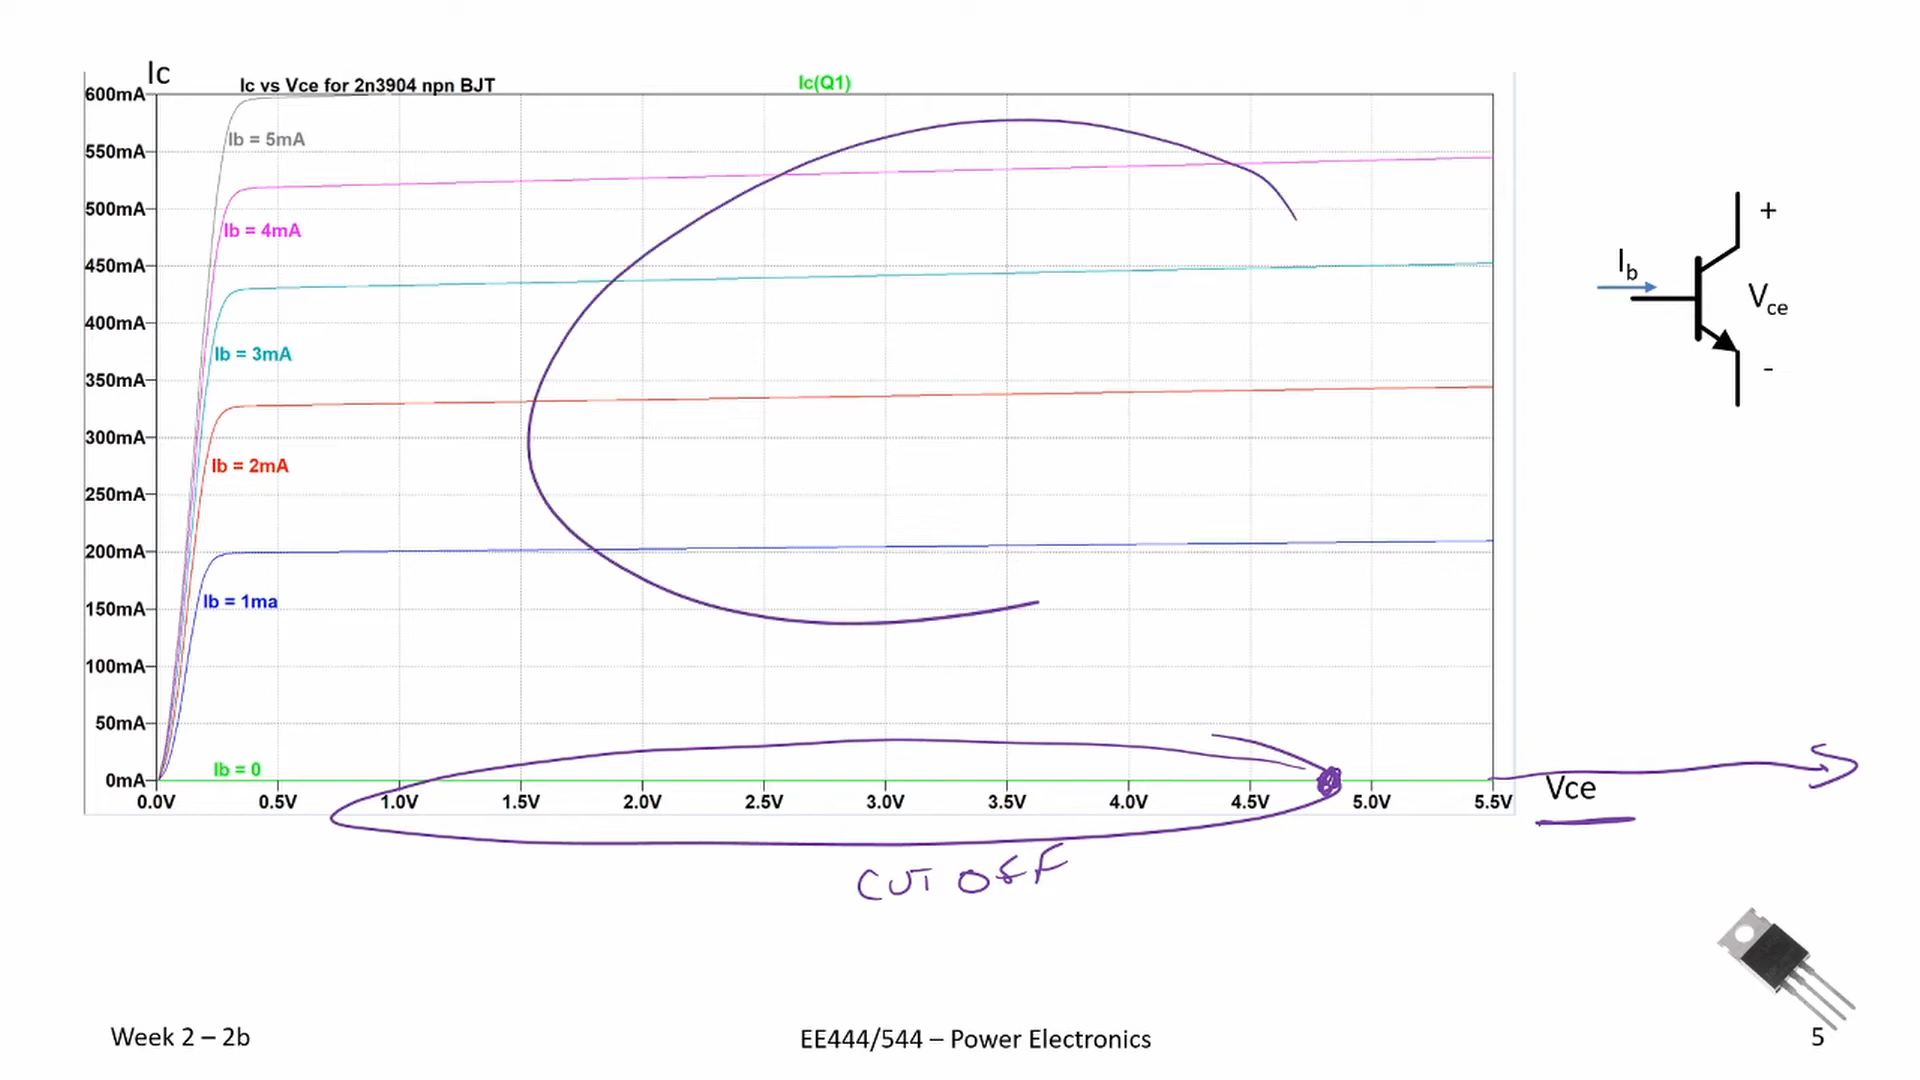 Ic
Ic vs Vce for 2n3904 npn BJT
Ic(Q1)
600mA
550mA
500mA
450mA
400mA
350mA
300mA
250mA
200mA
150mA
100mA
50mA
0mA
Ib = 5mA
Ib = 4mA
Ib = 3mA
Ib = 2mA
Ib = 1ma
Ib = 0
0.00V 0.5V 1.0V 1.5V 2.0V 2.5V 3.0V 3.5V 4.0V 4.5V 5.0V 5.5V
Vce
+
Ib
Vce
-
CUT OFF
Week 2 – 2b
EE444/544 – Power Electronics
5